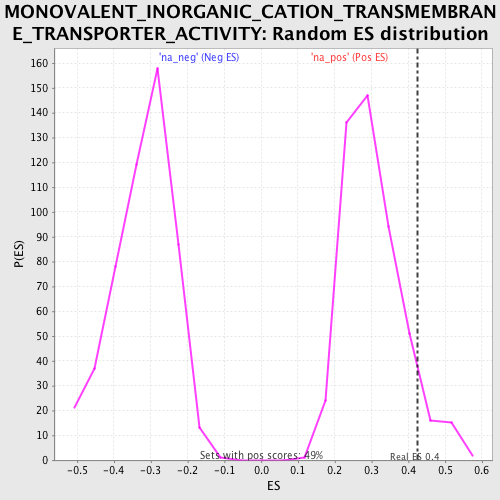 MONOVALENT_INORGANIC_CATION_TRANSMEMBRAN
E_TRANSPORTER_ACTIVITY: Random ES distribution
'na_neg' (Neg ES)
'na_pos' (Pos ES)
160
150
140
130
120
110
100
90
80
70
60
50
40
30
20
10
0
P(ES)
Sets with pos scores: 49%
Real ES 0.4
-0.5 -0.4 -0.3 -0.2 -0.1 0.0 0.1 0.2 0.3 0.4 0.5 0.6
ES